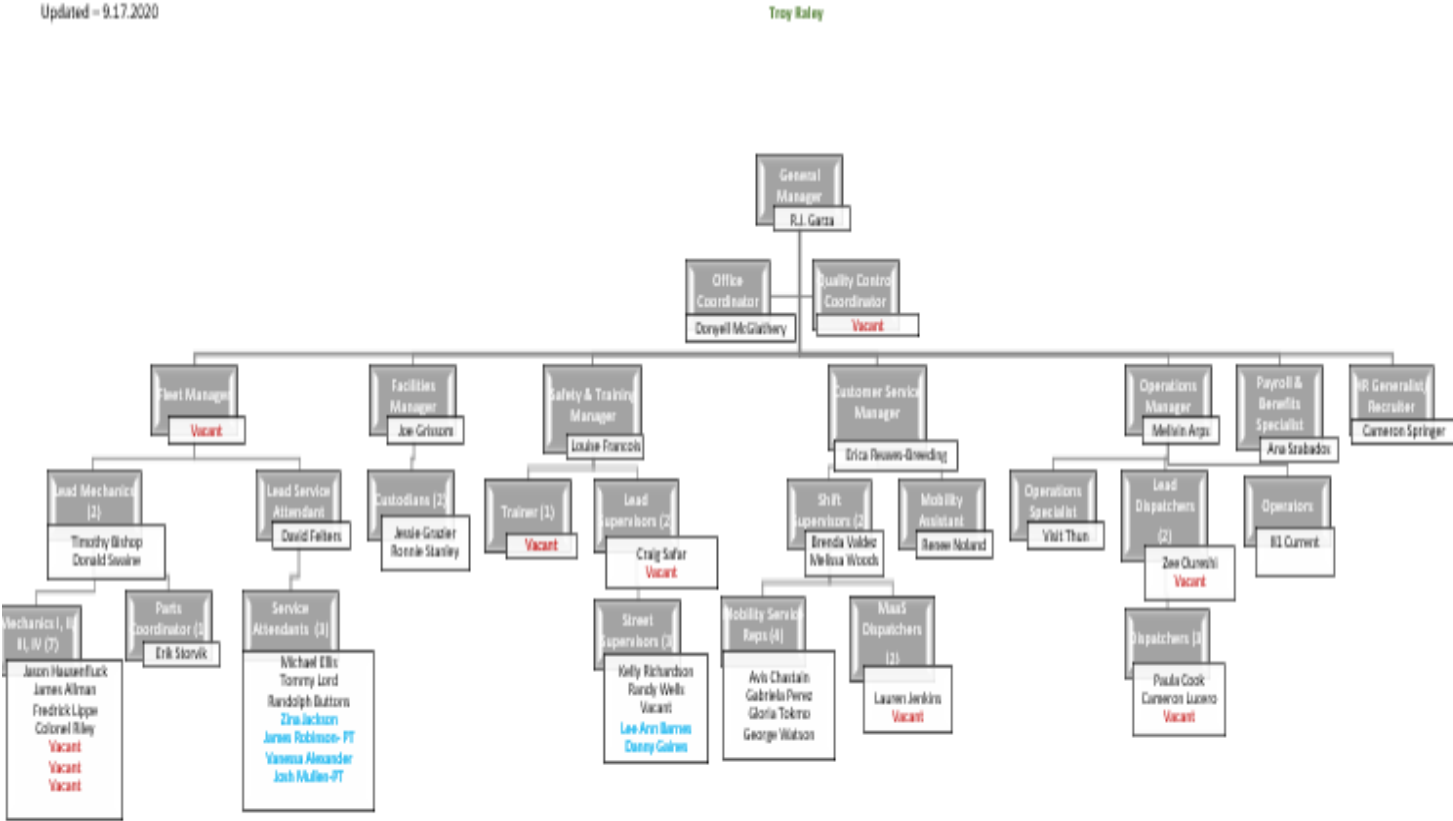 Updated – 9.17.2020
Troy Raley
General
Manager
R.J. Garza
Office
Coordinator
Donyell McGlathery
Quality Control
Coordinator
Vacant
Fleet Manager
Vacant
Facilities
Manager
Joe Grissom
Safety & Training
Manager
Louise Francois
Customer Service
Manager
Erica Reeves-Breeding
Operations
Manager
Melvin Arps
Payroll &
Benefits
Specialist
Ana Szabados
HR Generalist/
Recruiter
Cameron Springer
Lead Mechanics
(2)
Timothy Bishop
Donald Swaine
Lead Service
Attendant
David Felters
Custodians (2)
Jessie Grazier
Ronnie Stanley
Trainer (1)
Vacant
Lead
Supervisors (2)
Craig Safar
Vacant
Shift
Supervisors (2
Brenda Valdez
Melissa Woods
Mobility
Assistant
Renee Noland
Operations
Specialist
Visit Thun
Lead
Dispatchers
(2)
Zee Qureshi
Vacant
Operators
81 Current
Mechanics I, II,
III, IV (7)
Jason Hausenfluck
James Allman
Fredrick Lippe
Colonel Riley
Vacant
Vacant
Vacant
Parts
Coordinator (1
Erik Storvik
Service
Attendants (3)
Michael Ellis
Tommy Lord
Randolph Buttons
Zina Jackson
James Robinson- PT
Vanessa Alexander
Josh Mullen-PT
Street
Supervisors (3
Kelly Richardson
Randy Wells
Vacant
Lee Ann Barnes
Danny Gaines
Mobility Service
Reps (4)
Avis Chastain
Gabriela Perez
Gloria Tokmo
George Watson
MaaS
Dispatchers
(2)
Lauren Jenkins
Vacant
Dispatchers (3
Paula Cook
Cameron Lucero
Vacant